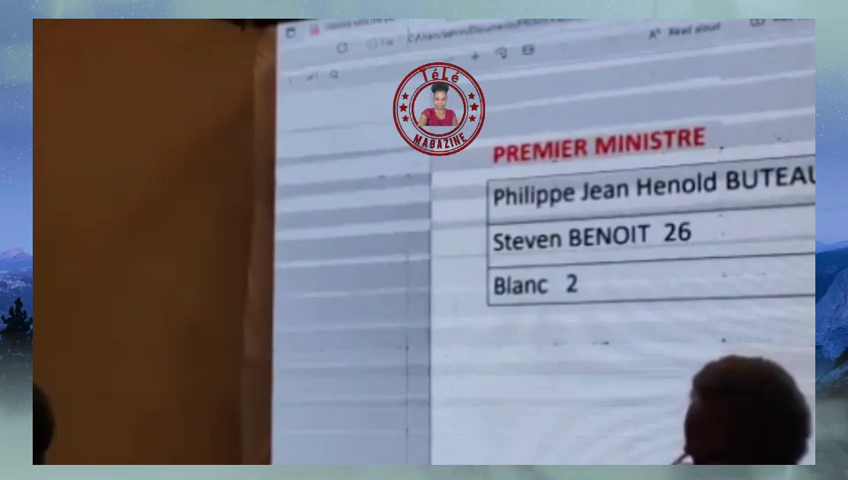 Read aloud
TéLé
MAGAZINE
PREMIER MINISTRE
Philippe Jean Henold BUTEAU
Steven BENOIT 26
Blanc 2